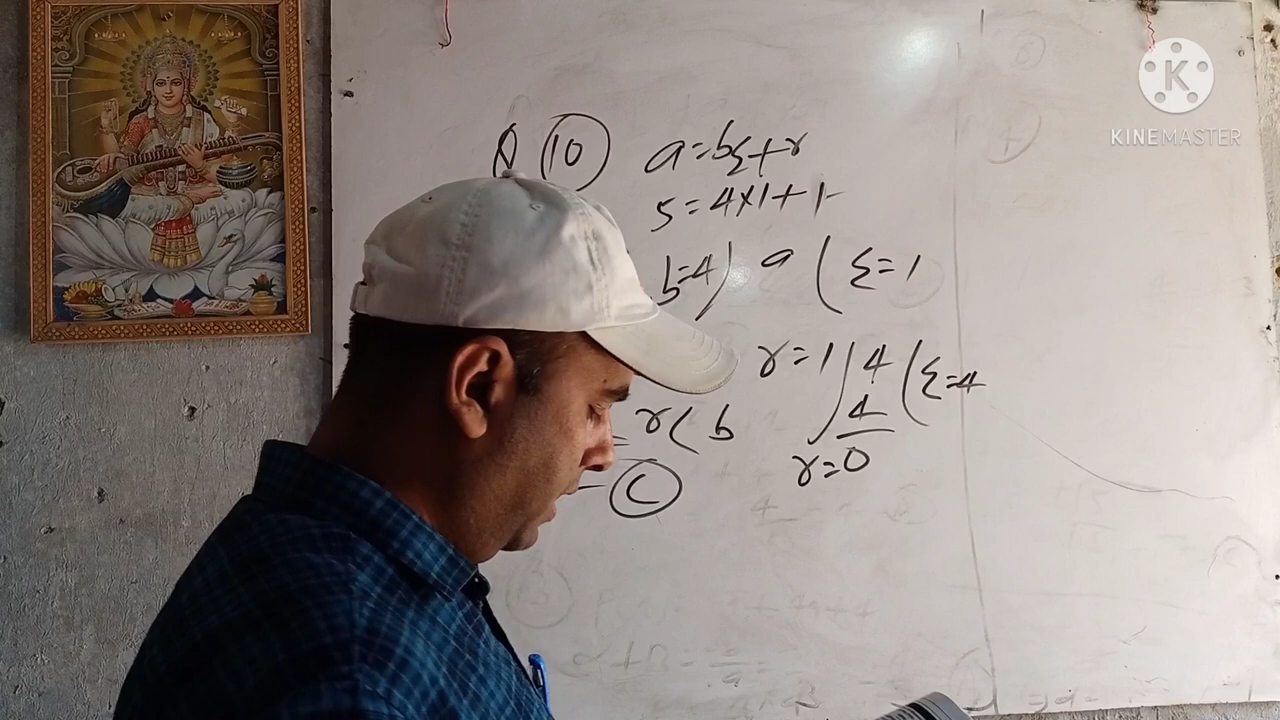 Q 10 a=bq+r
5=4×1+1
b=4) a (q=1
r=1) 4 (q=4
4
r=0
= r< b
- C
KINEMASTER